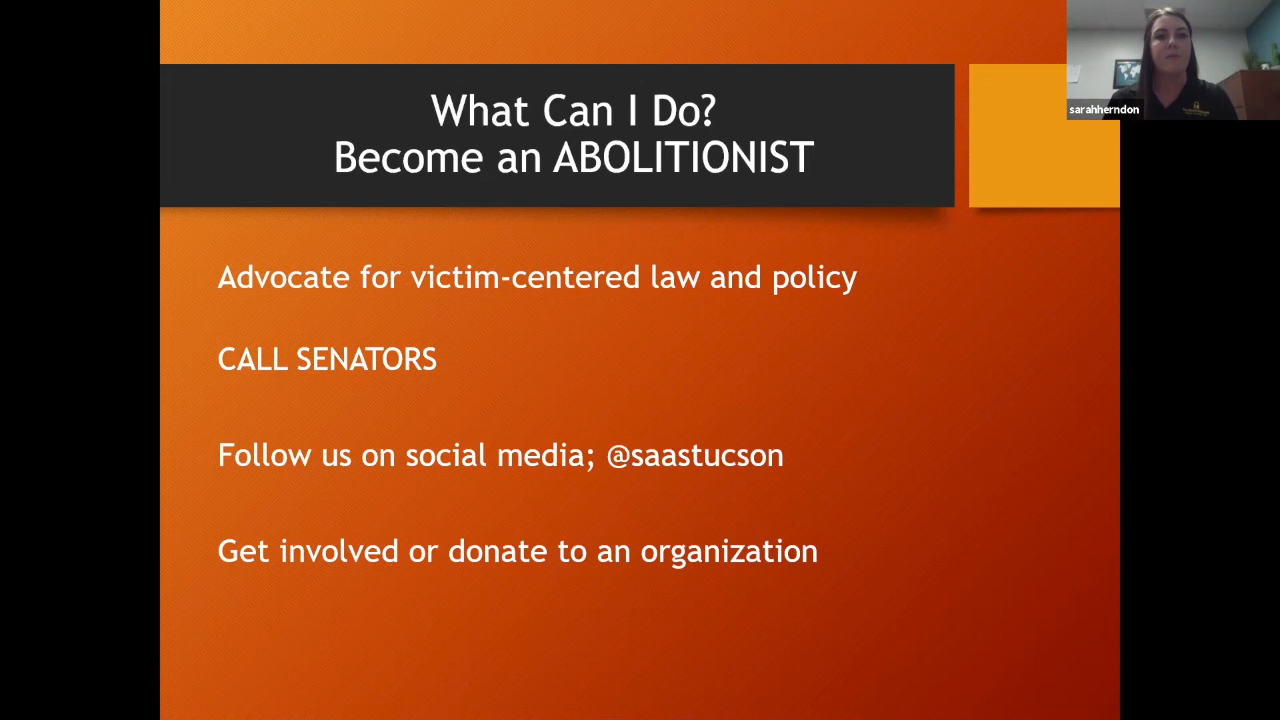 What Can I Do?
Become an ABOLITIONIST
sarahherndon
Advocate for victim-centered law and policy
CALL SENATORS
Follow us on social media; @saastucson
Get involved or donate to an organization